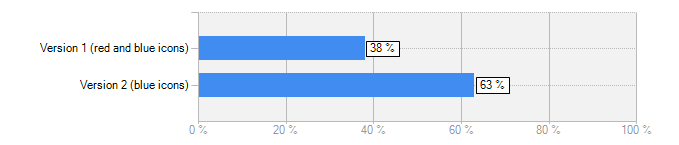 Version 1 (red and blue icons)
38 %
Version 2 (blue icons)
63 %
0 % 20 % 40 % 60 % 80 % 100 %